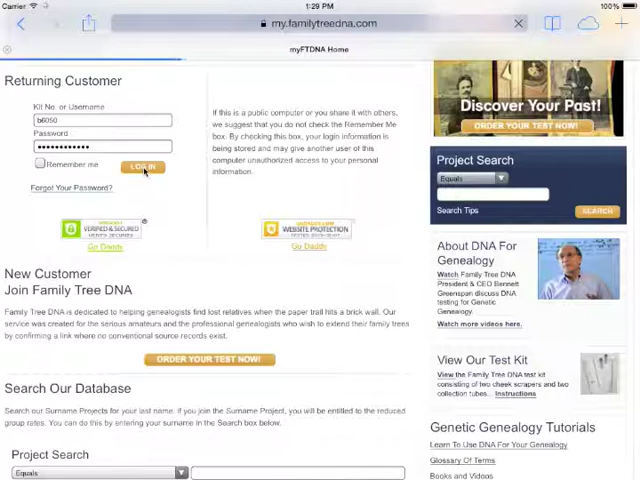 Carrier
1:29 PM
100%
my.familytreedna.com
myFTDNA Home
Returning Customer
Kit No. or Username
b6050
Password
Remember me
LOG IN
Forgot Your Password?
If this is a public computer or you share it with others,
we suggest that you do not check the Remember Me
box. By checking this box, your login information is
being stored and may give another user of this
computer unauthorized access to your personal
information.
VERIFIED & SECURED
Go Daddy
WEBSITE PROTECTION
Go Daddy
New Customer
Join Family Tree DNA
Family Tree DNA is dedicated to helping genealogists find lost relatives when the paper trail hits a brick wall. Our
service was created for the serious amateurs and the professional genealogists who wish to extend their family trees
by confirming a link where no conventional source records exist.
ORDER YOUR TEST NOW!
Search Our Database
Search our Surname Projects for your last name. If you join the Surname Project, you will be entitled to the reduced
group rates. You can do this by entering your surname in the Search box below.
Project Search
Equals
Discover Your Past!
ORDER YOUR TEST NOW!
Project Search
Equals
Search Tips
SEARCH
About DNA For
Genealogy
Watch Family Tree DNA
President & CEO Bennett
Greenspan discuss DNA
testing for Genetic
Genealogy.
Watch more videos here.
View Our Test Kit
View the Family Tree DNA test kit
consisting of two cheek scrapers and two
collection tubes... Instructions
Genetic Genealogy Tutorials
Learn To Use DNA For Your Genealogy
Glossary Of Terms
Books and Videos